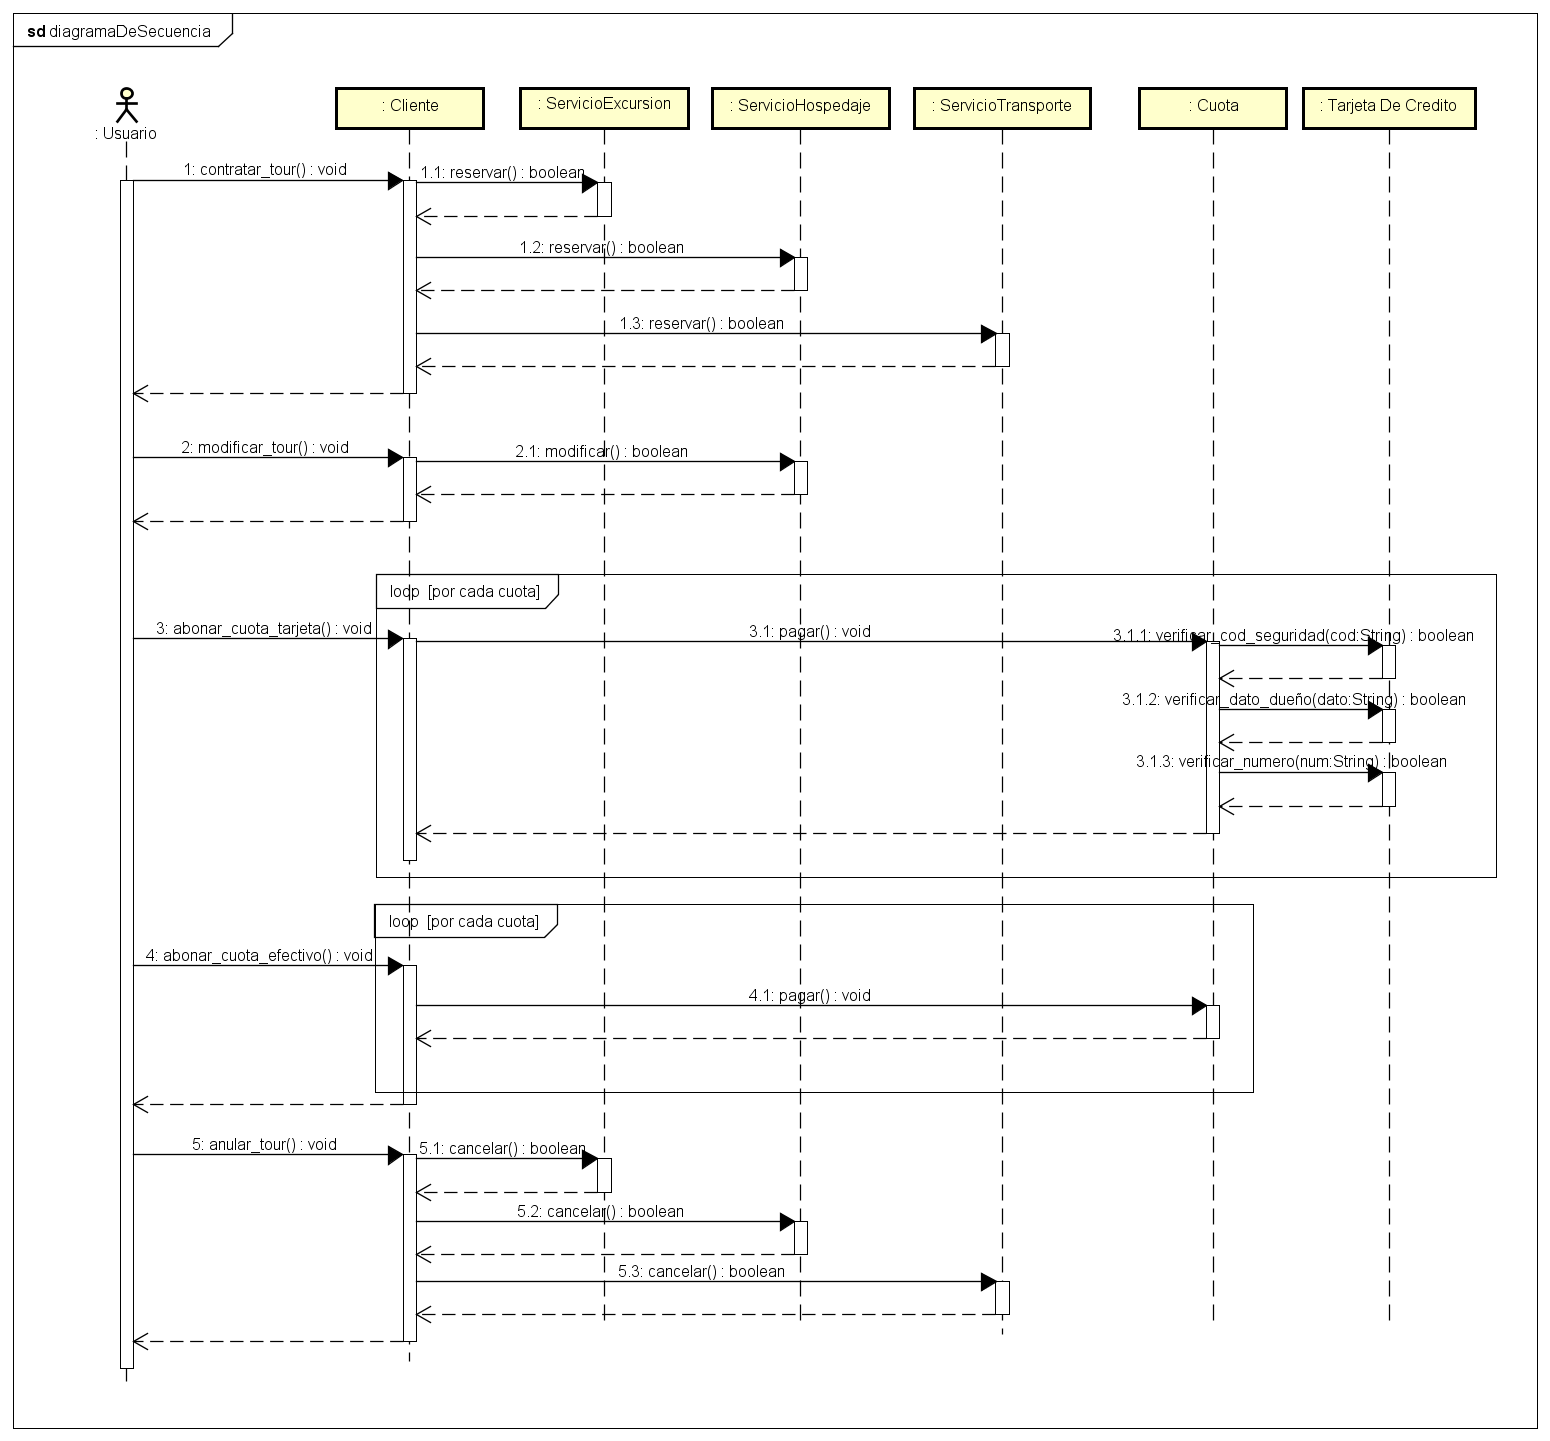 sd diagramaDeSecuencia
: Usuario
: Cliente
: ServicioExcursion
: ServicioHospedaje
: ServicioTransporte
: Cuota
: Tarjeta De Credito
1: contratar_tour() : void
1.1: reservar() : boolean
1.2: reservar() : boolean
1.3: reservar() : boolean
2: modificar_tour() : void
2.1: modificar() : boolean
loop [por cada cuota]
3: abonar_cuota_tarjeta() : void
3.1: pagar() : void
3.1.1: verificar_cod_seguridad(cod:String) : boolean
3.1.2: verificar_dato_dueño(dato:String) : boolean
3.1.3: verificar_numero(num:String) : boolean
loop [por cada cuota]
4: abonar_cuota_efectivo() : void
4.1: pagar() : void
5: anular_tour() : void
5.1: cancelar() : boolean
5.2: cancelar() : boolean
5.3: cancelar() : boolean